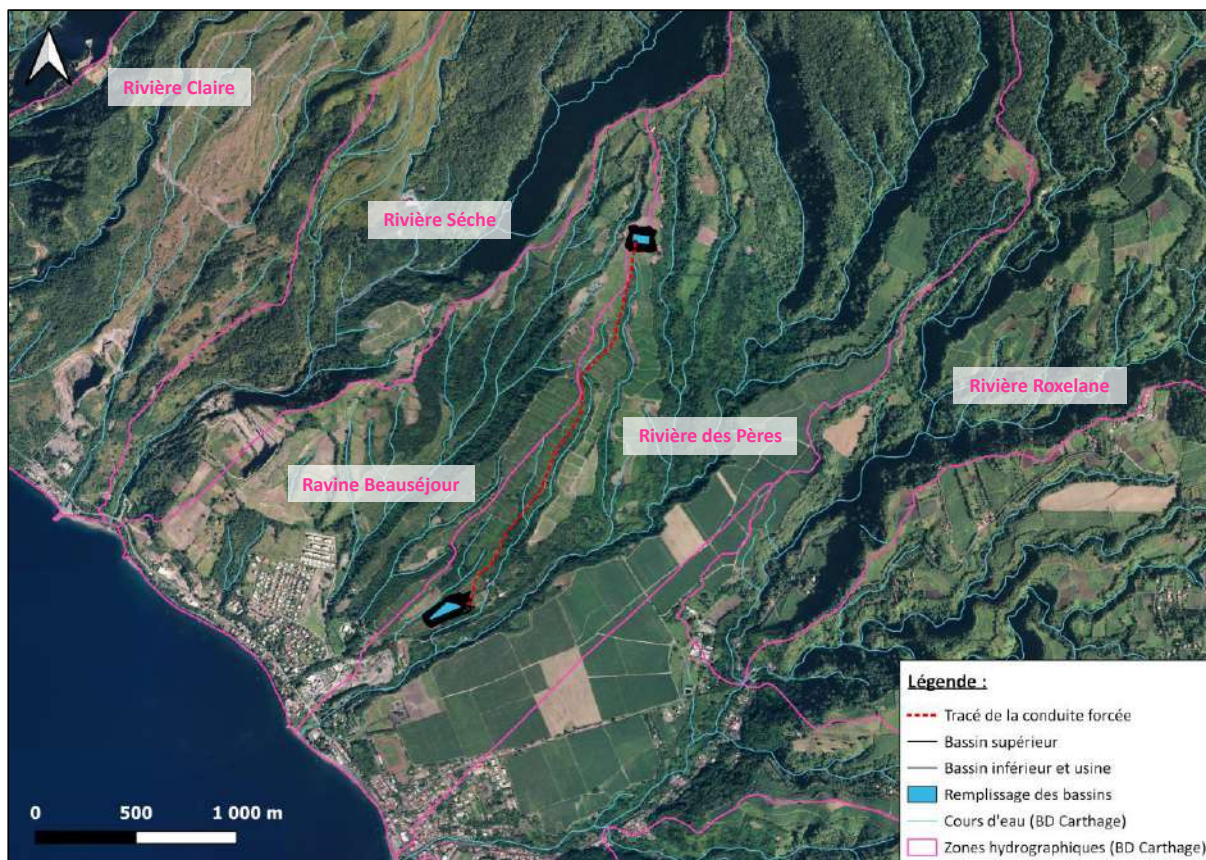 Rivière Claire
Rivière Séche
Rivière Roxelane
Rivière des Pères
Ravine Beauséjour
Légende :
Tracé de la conduite forcée
Bassin supérieur
Bassin inférieur et usine
Remplissage des bassins
Cours d'eau (BD Carthage)
Zones hydrographiques (BD Carthage)
0 500 1 000 m